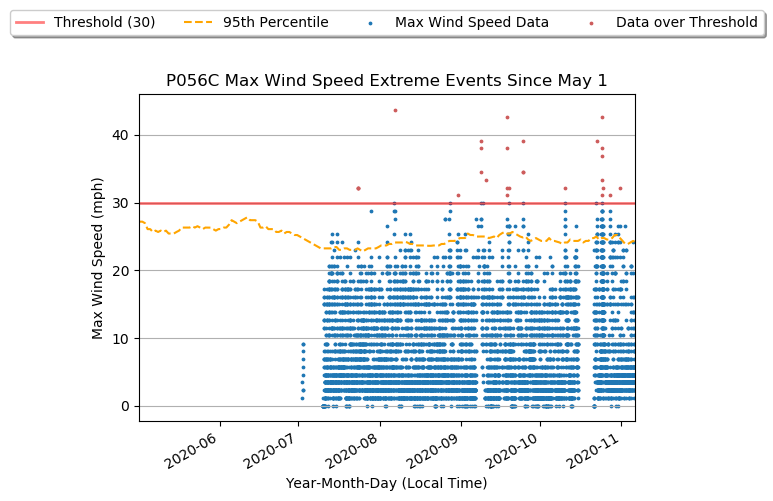 Threshold (30) 95th Percentile Max Wind Speed Data Data over Threshold
P056C Max Wind Speed Extreme Events Since May 1
Max Wind Speed (mph)
40
30
20
10
0
2020-06 2020-07 2020-08 2020-09 2020-10 2020-11
Year-Month-Day (Local Time)